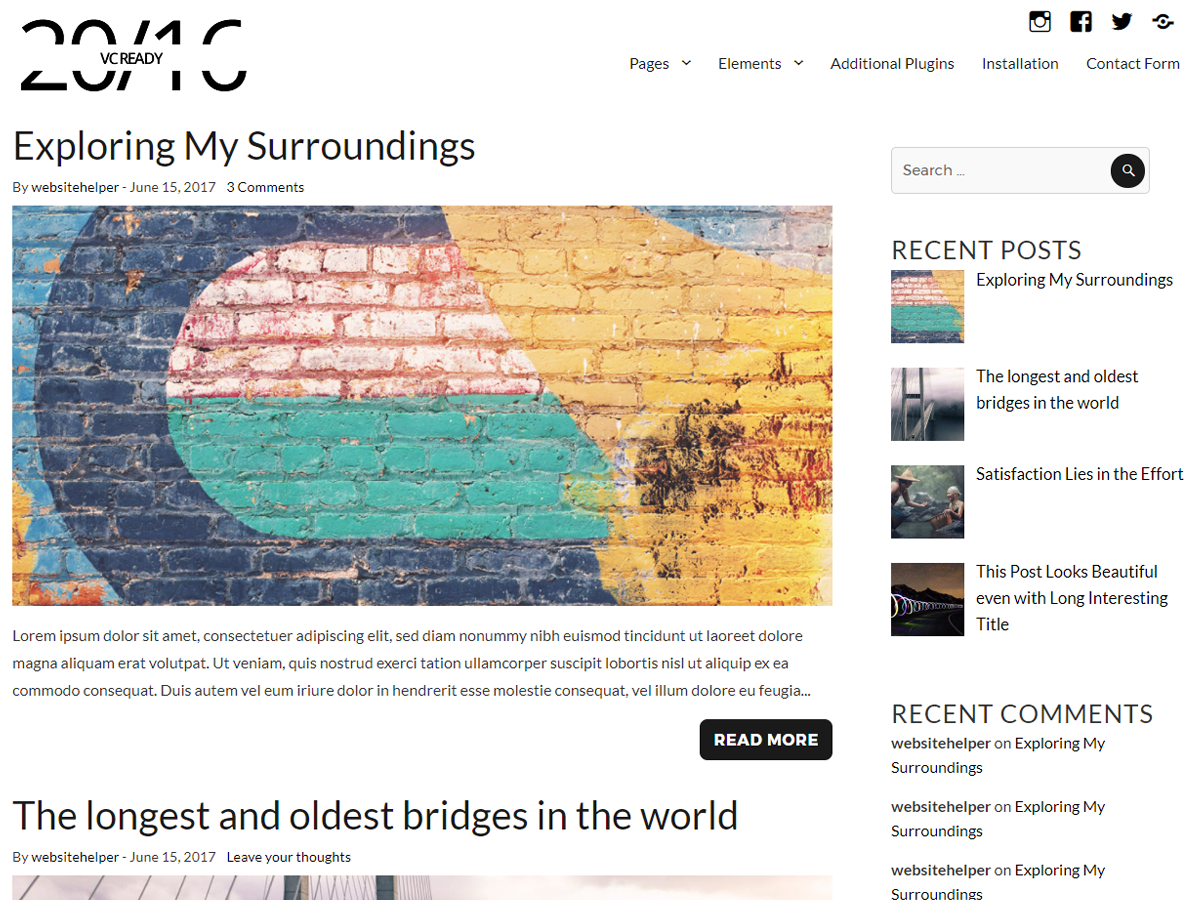 20/16
VC READY
Pages Elements Additional Plugins Installation Contact Form
Exploring My Surroundings
By websitehelper - June 15, 2017 3 Comments
Lorem ipsum dolor sit amet, consectetuer adipiscing elit, sed diam nonummy nibh euismod tincidunt ut laoreet dolore
magna aliquam erat volutpat. Ut veniam, quis nostrud exerci tation ullamcorper suscipit lobortis nisl ut aliquip ex ea
commodo consequat. Duis autem vel eum iriure dolor in hendrerit esse molestie consequat, vel illum dolore eu feugia...
READ MORE
The longest and oldest bridges in the world
By websitehelper - June 15, 2017 Leave your thoughts
Search ...
RECENT POSTS
Exploring My Surroundings
The longest and oldest
bridges in the world
Satisfaction Lies in the Effort
This Post Looks Beautiful
even with Long Interesting
Title
RECENT COMMENTS
websitehelper on Exploring My
Surroundings
websitehelper on Exploring My
Surroundings
websitehelper on Exploring My
Surroundings